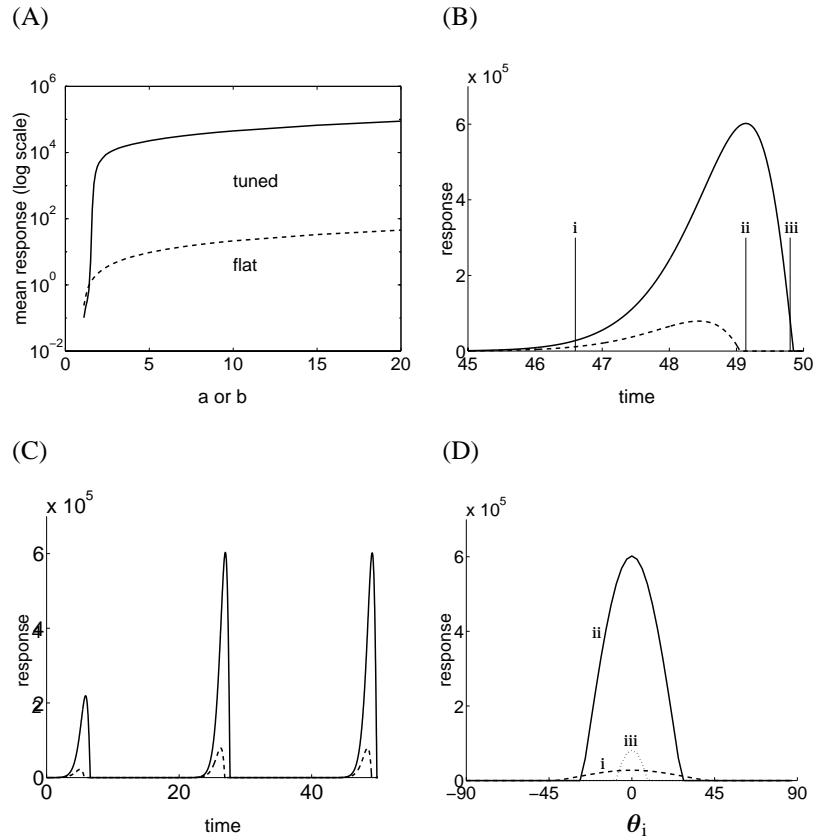 (A)
mean response (log scale)
10^6
10^4
10^2
10^0
10^−2
0 5 10 15 20
tuned
flat
a or b
(B)
x 10^5
response
6
4
2
0
45 46 47 48 49 50
i ii iii
time
(C)
x 10^5
response
6
4
2
0
0 20 40
time
(D)
x 10^5
response
6
4
2
0
ii
iii
i
−90 −45 0 45 90
θi